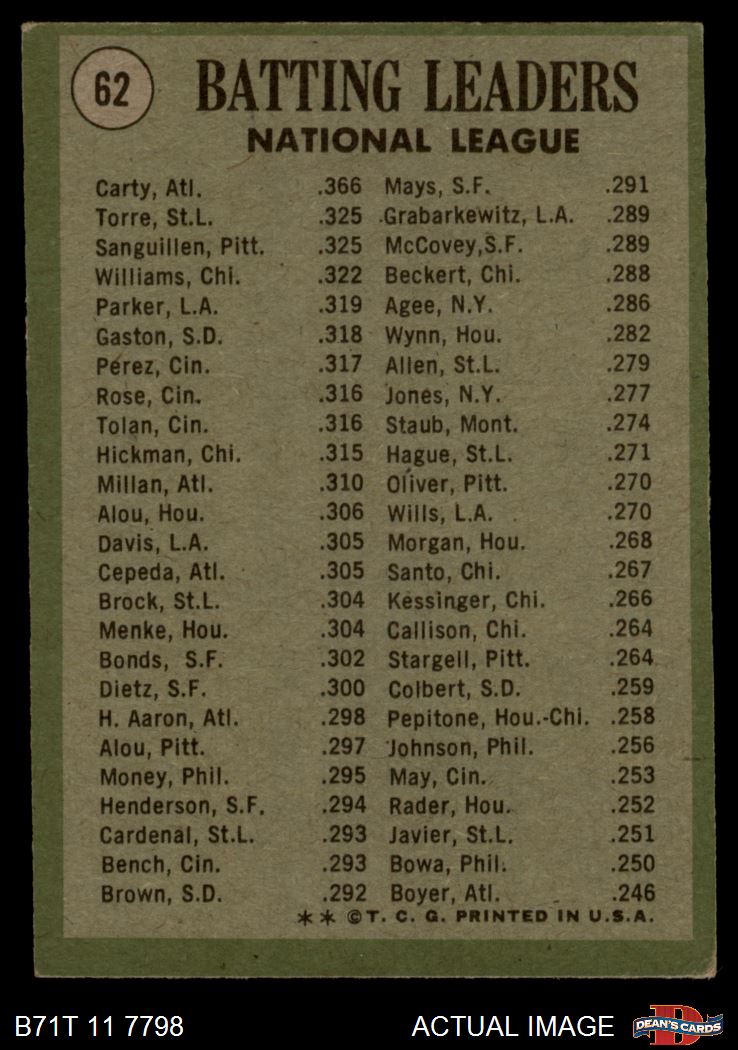 62
BATTING LEADERS
NATIONAL LEAGUE
Carty, Atl. .366
Torre, St.L. .325
Sanguillen, Pitt. .325
Williams, Chi. .322
Parker, L.A. .319
Gaston, S.D. .318
Perez, Cin. .317
Rose, Cin. .316
Tolan, Cin. .316
Hickman, Chi. .315
Millan, Atl. .310
Alou, Hou. .306
Davis, L.A. .305
Cepeda, Atl. .305
Brock, St.L. .304
Menke, Hou. .304
Bonds, S.F. .302
Dietz, S.F. .300
H. Aaron, Atl. .298
Alou, Pitt. .297
Money, Phil. .295
Henderson, S.F. .294
Cardenal, St.L. .293
Bench, Cin. .293
Brown, S.D. .292
Mays, S.F. .291
Grabarkewitz, L.A. .289
McCovey,S.F. .289
Beckert, Chi. .288
Agee, N.Y. .286
Wynn, Hou. .282
Allen, St.L. .279
Jones, N.Y. .277
Staub, Mont. .274
Hague, St.L. .271
Oliver, Pitt. .270
Wills, L.A. .270
Morgan, Hou. .268
Santo, Chi. .267
Kessinger, Chi. .266
Callison, Chi. .264
Stargell, Pitt. .264
Colbert, S.D. .259
Pepitone, Hou.-Chi. .258
Johnson, Phil. .256
May, Cin. .253
Rader, Hou. .252
Javier, St.L. .251
Bowa, Phil. .250
Boyer, Atl. .246
** ©T. C. G. PRINTED IN U.S.A.
B71T 11 7798
ACTUAL IMAGE
D
DEAN'S CARDS